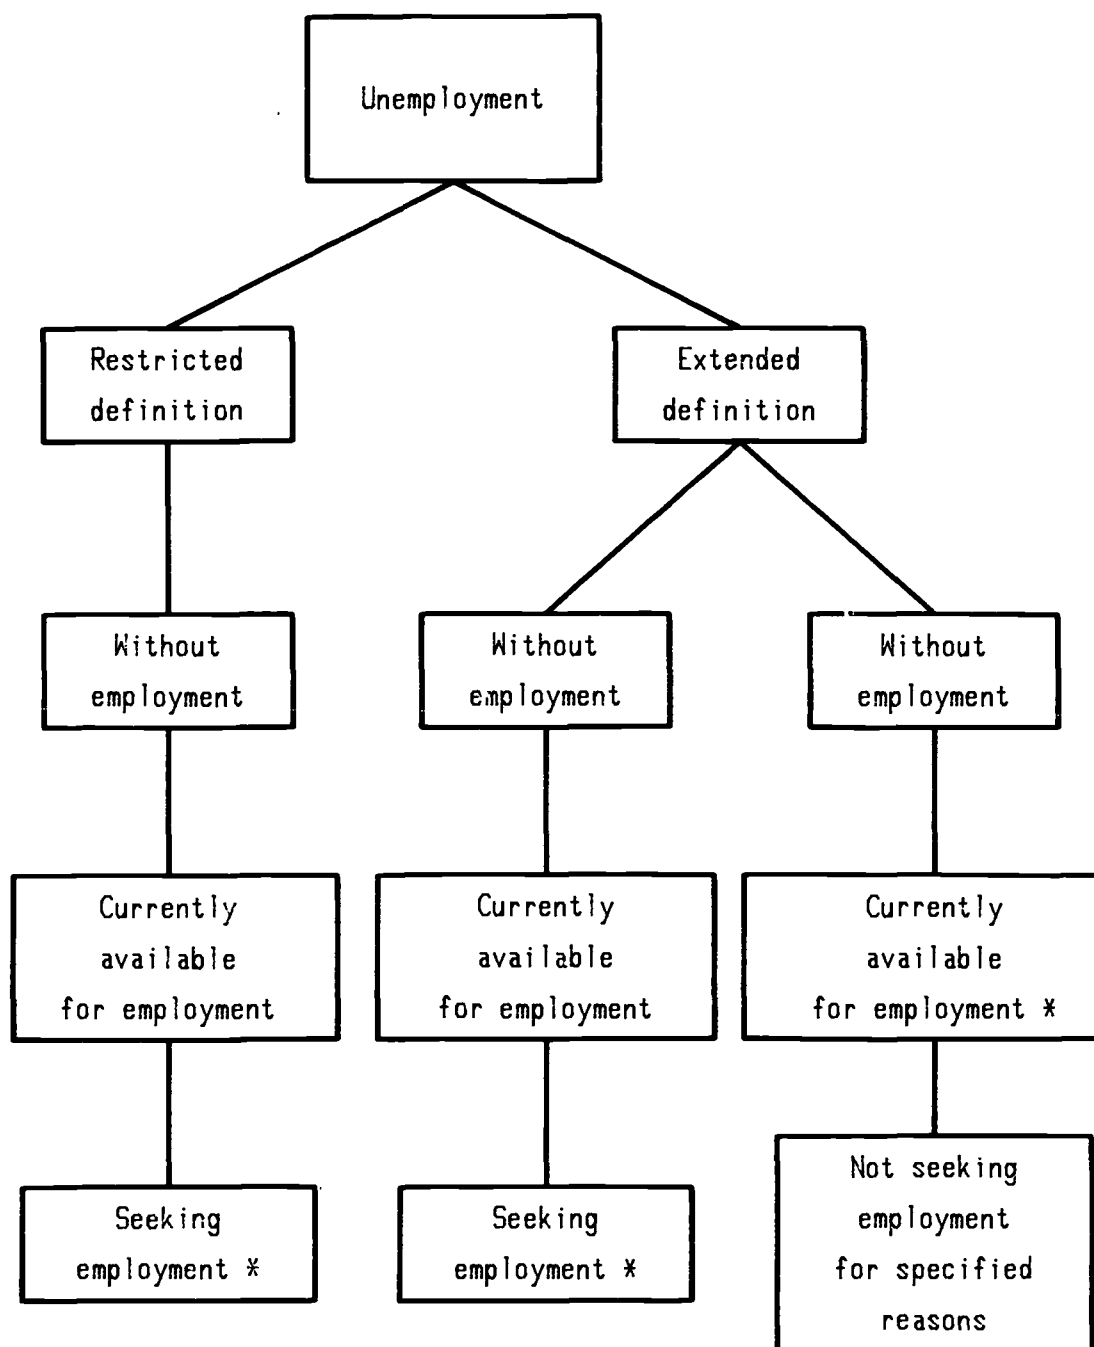 Unemployment
Restricted
definition
Extended
definition
Without
employment
Without
employment
Without
employment
Currently
available
for employment
Currently
available
for employment
Currently
available
for employment *
Seeking
employment *
Seeking
employment *
Not seeking
employment
for specified
reasons